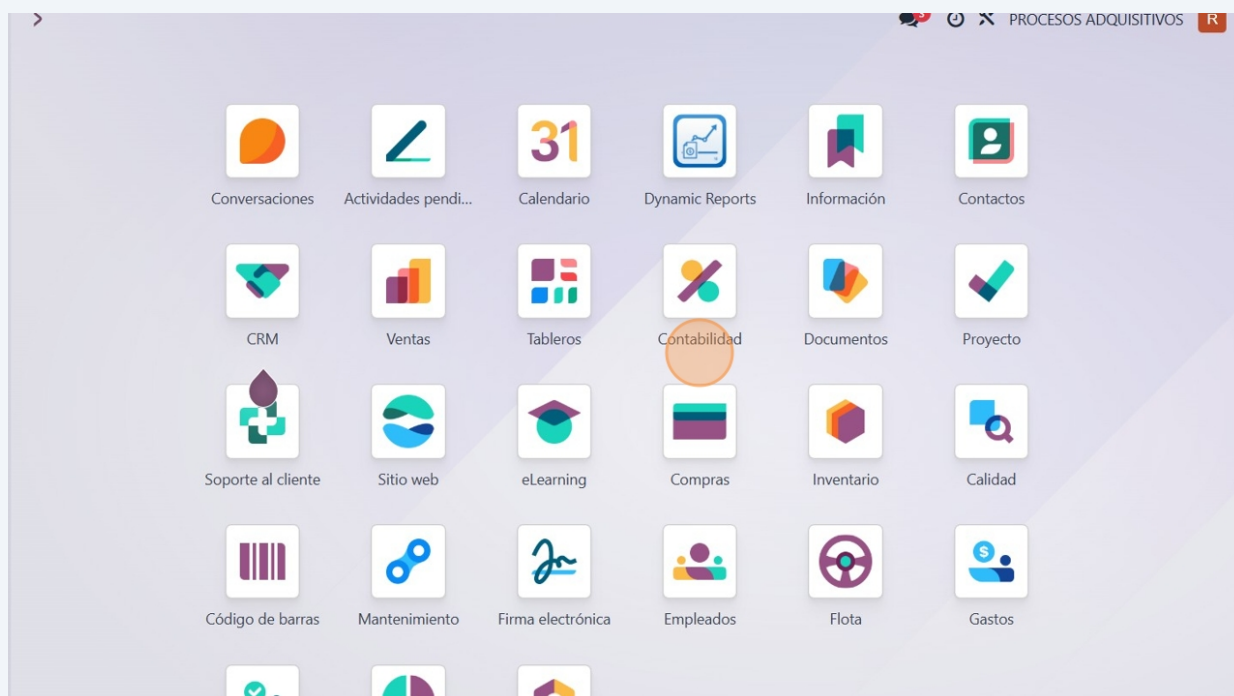 PROCESOS ADQUISITIVOS R
31
Conversaciones Actividades pendi... Calendario Dynamic Reports Información Contactos
CRM Ventas Tableros Contabilidad Documentos Proyecto
Soporte al cliente Sitio web eLearning Compras Inventario Calidad
$
Código de barras Mantenimiento Firma electrónica Empleados Flota Gastos